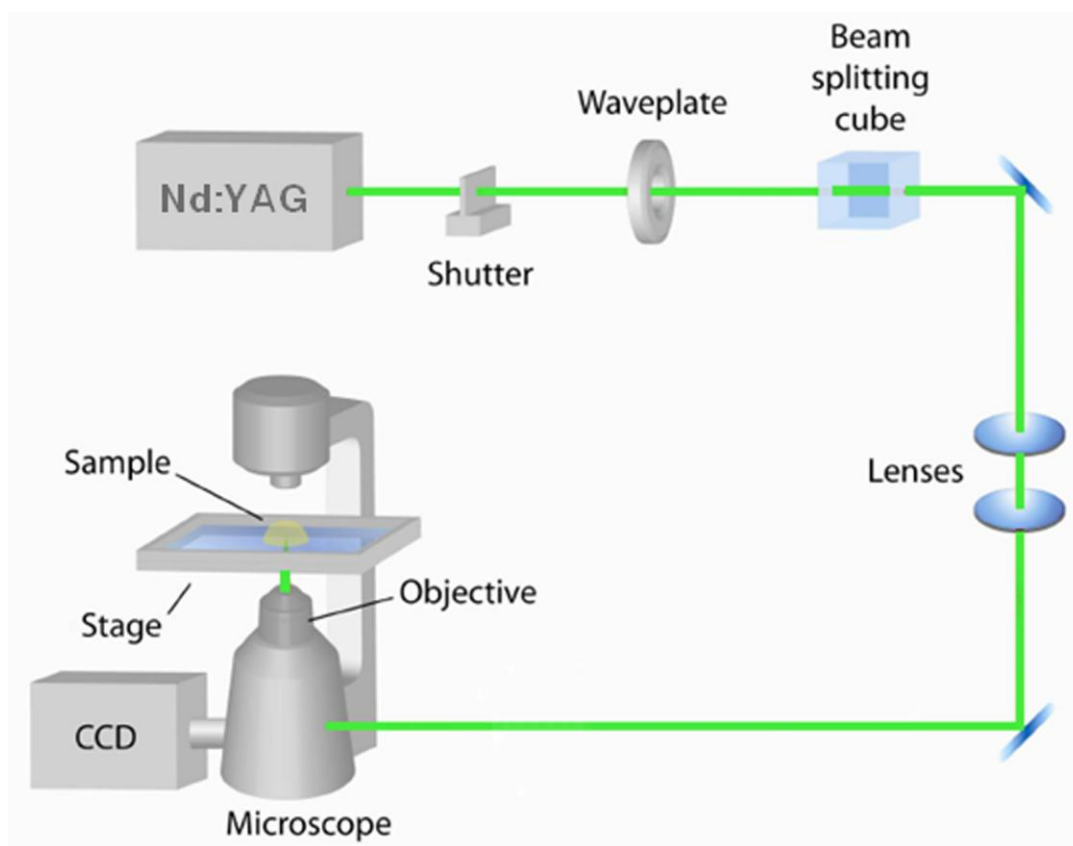 Beam
splitting
cube
Waveplate
Nd:YAG
Shutter
Sample
Lenses
Objective
Stage
CCD
Microscope